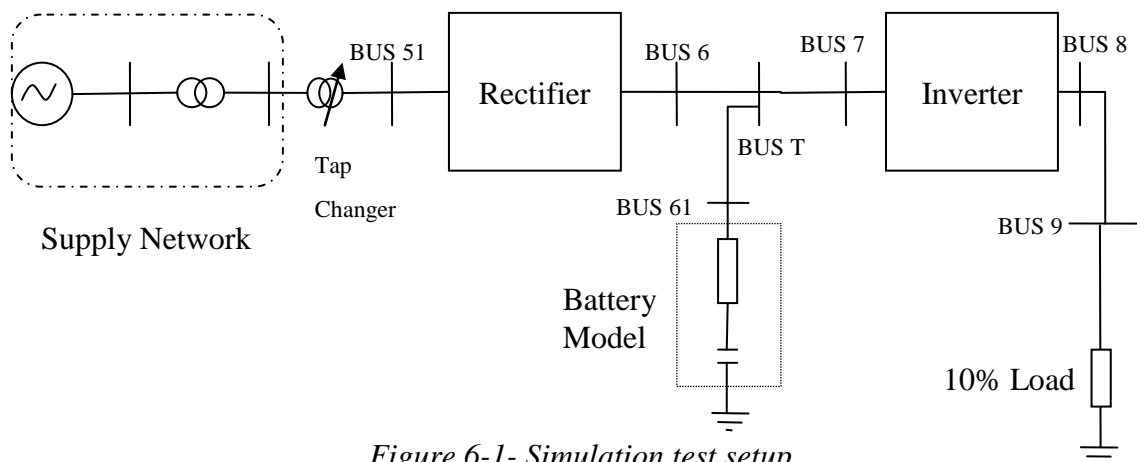 BUS 51
Rectifier
BUS 6
BUS 7
Inverter
BUS 8
Tap
Changer
BUS T
Supply Network
BUS 61
BUS 9
Battery
Model
10% Load
Figure 6-1- Simulation test setup